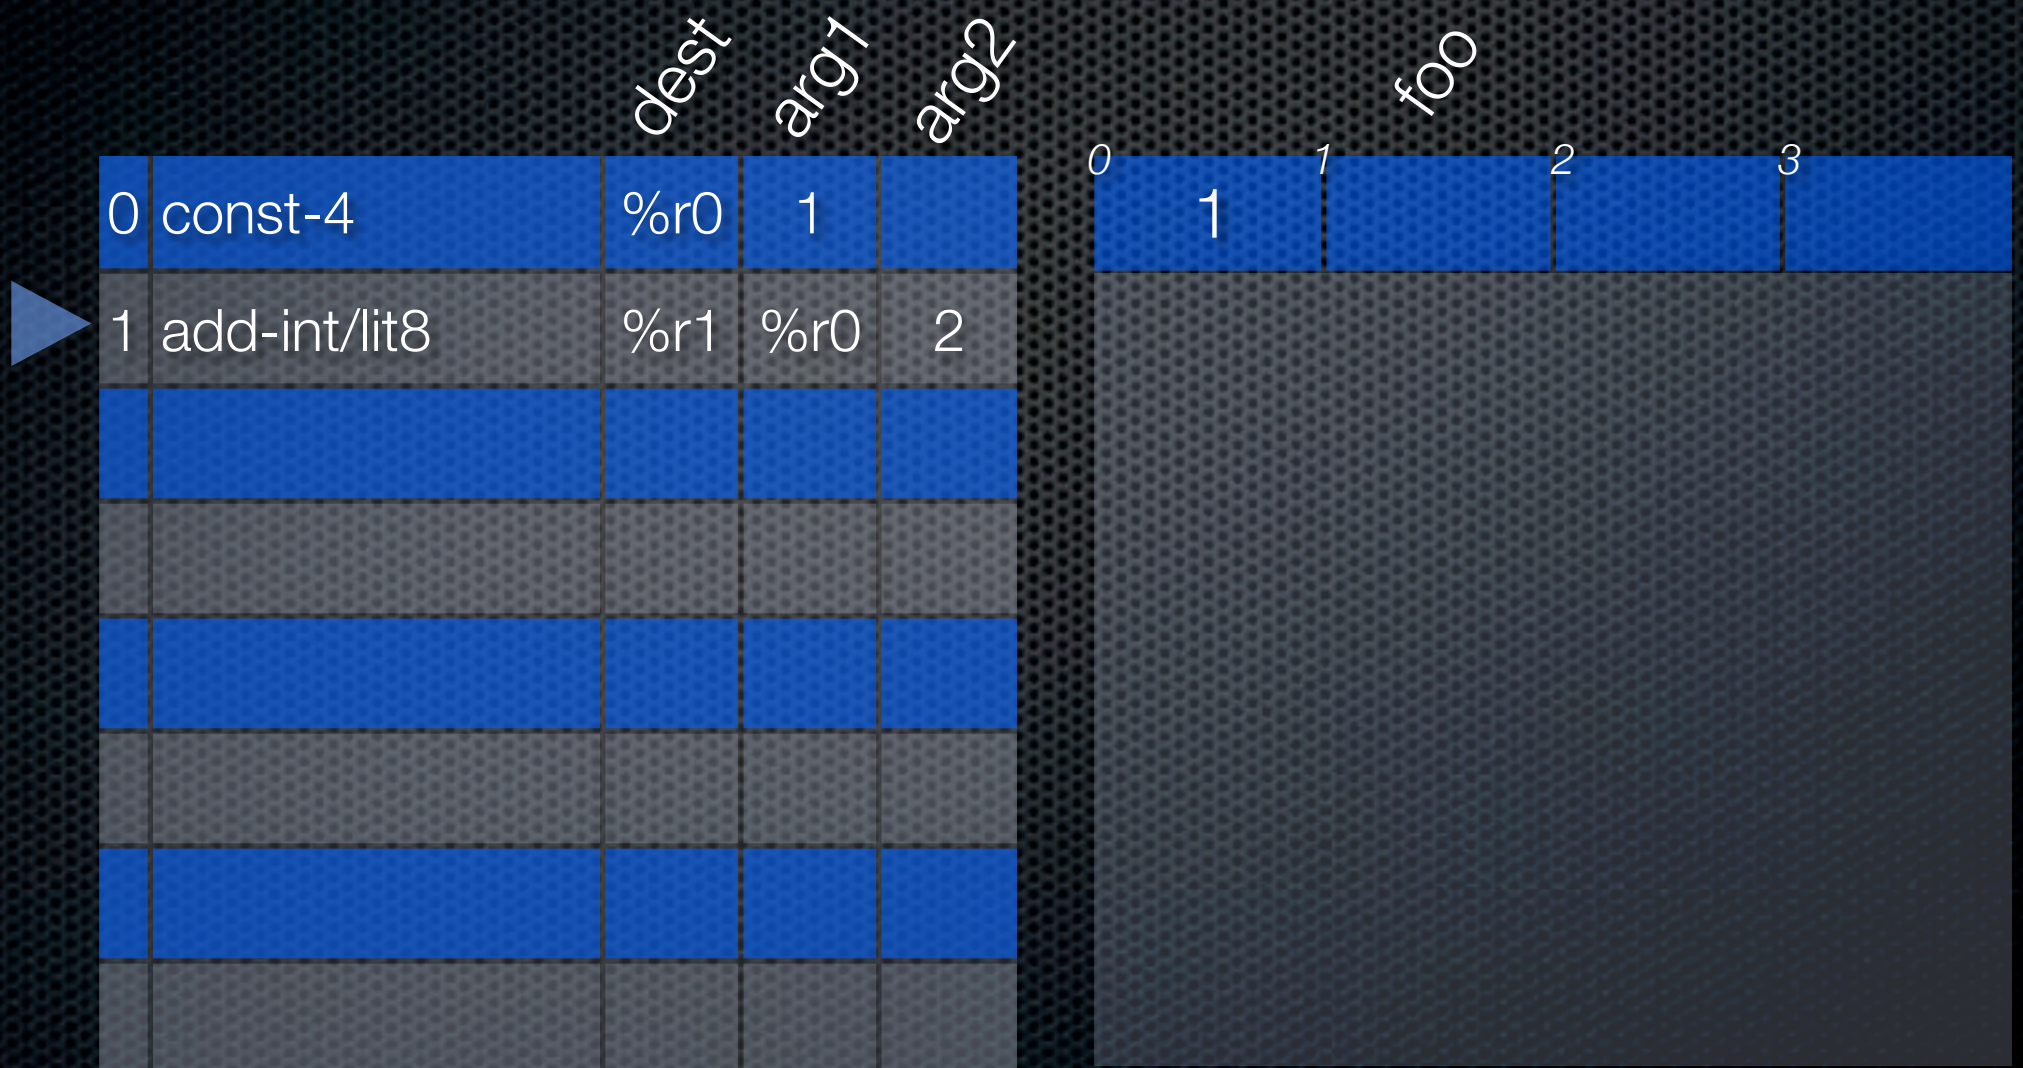 dest arg1 arg2 foo
0 1 2 3
0 const-4 %r0 1 1
1 add-int/lit8 %r1 %r0 2